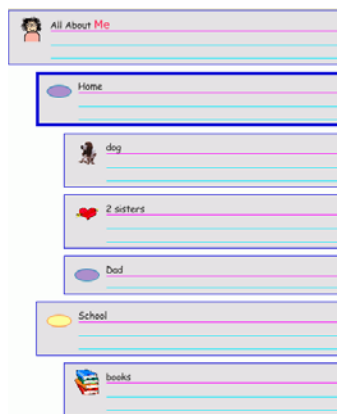 All About Me
Home
dog
2 sisters
Dad
School
books